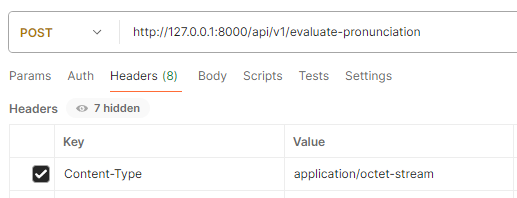 POST http://127.0.0.1:8000/api/v1/evaluate-pronunciation
Params Auth Headers (8) Body Scripts Tests Settings
Headers 7 hidden
Key Value
Content-Type application/octet-stream